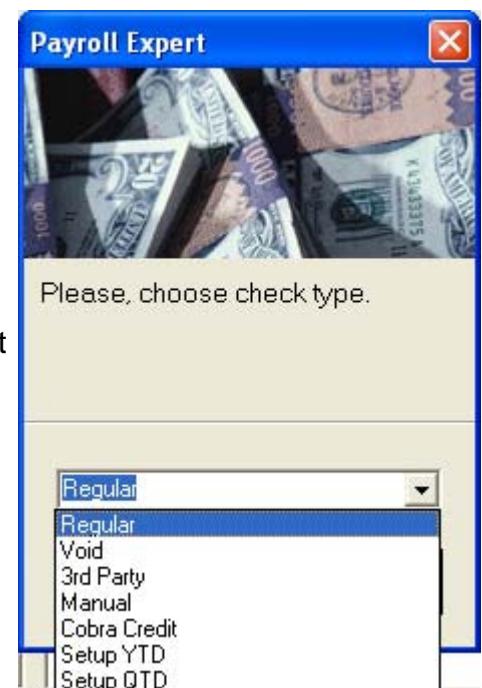 Payroll Expert
Please, choose check type.
t
Regular
Regular
Void
3rd Party
Manual
Cobra Credit
Setup YTD
Setup QTD